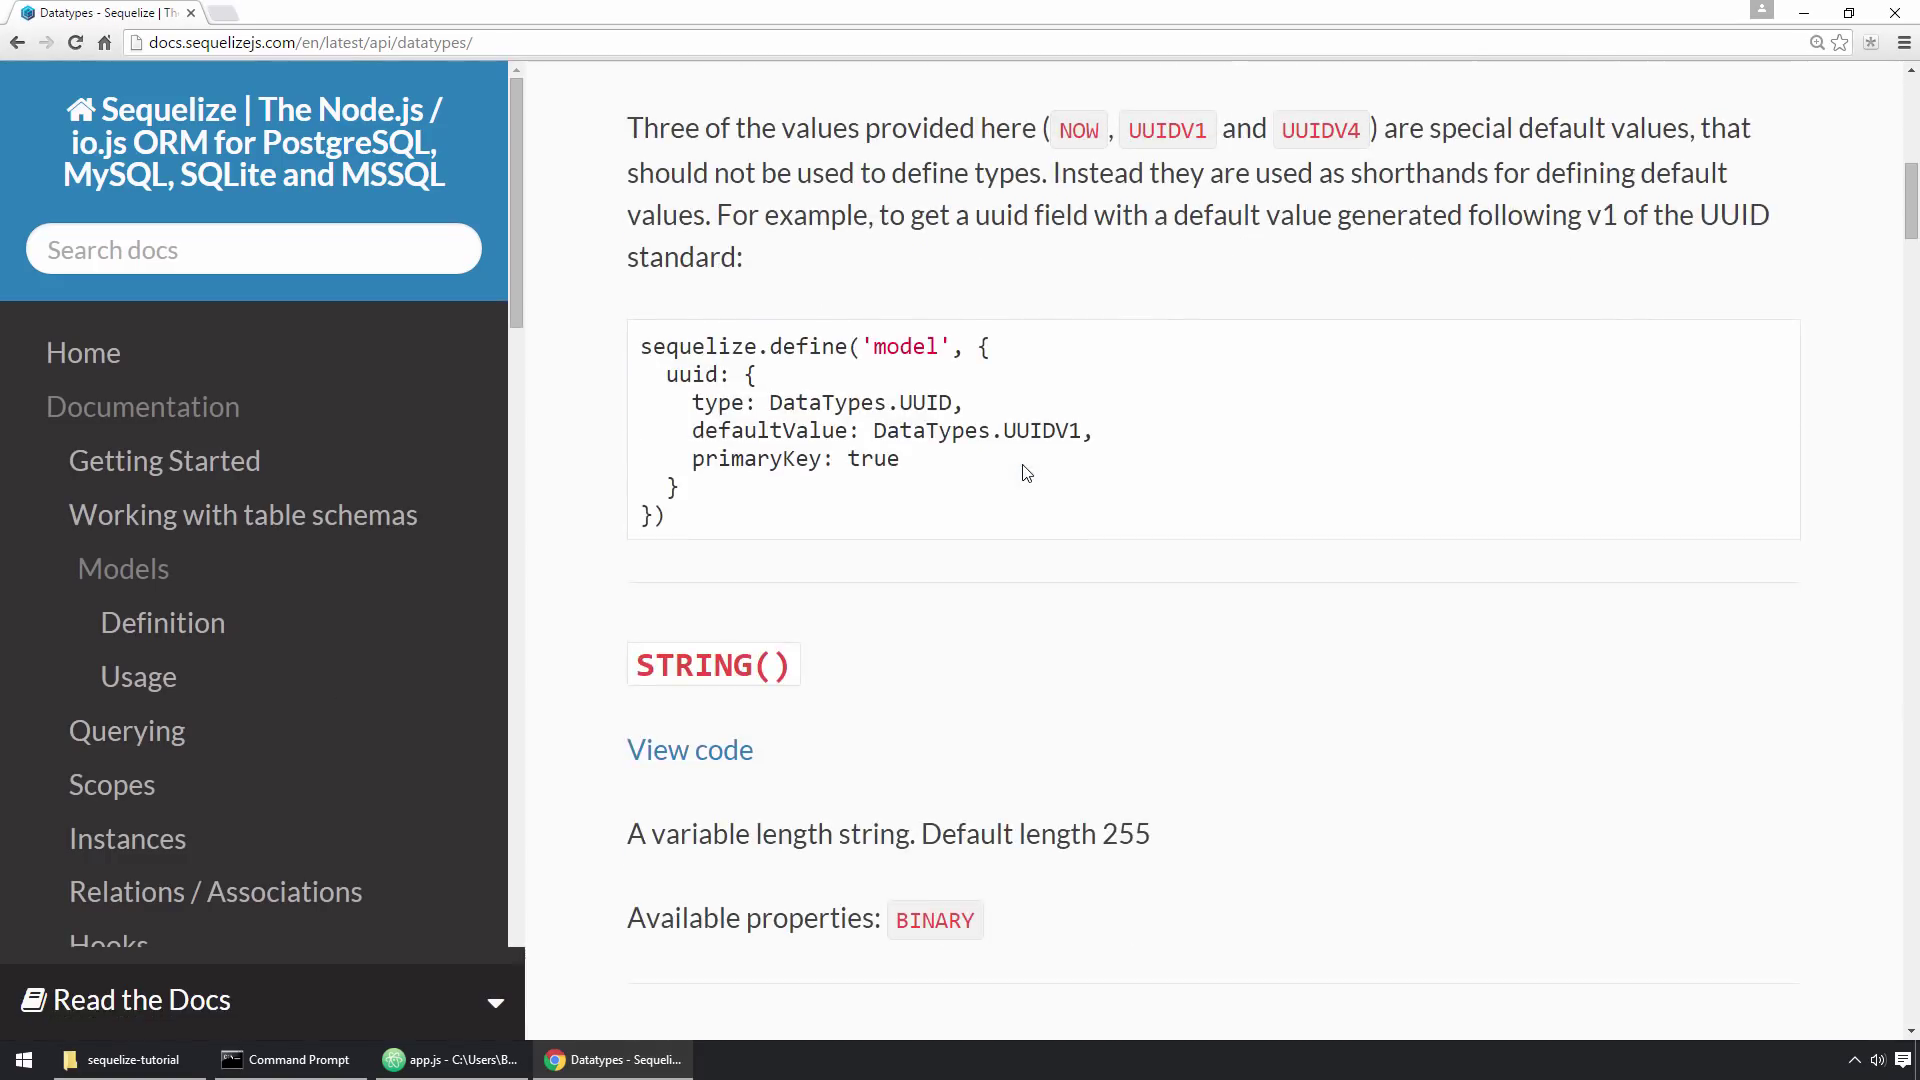 Datatypes - Sequelize | Th
docs.sequelizejs.com/en/latest/api/datatypes/
Sequelize | The Node.js /
io.js ORM for PostgreSQL,
MySQL, SQLite and MSSQL
Search docs
Home
Documentation
Getting Started
Working with table schemas
Models
Definition
Usage
Querying
Scopes
Instances
Relations / Associations
Hooks
Read the Docs
Three of the values provided here ( NOW , UUIDV1 and UUIDV4 ) are special default values, that
should not be used to define types. Instead they are used as shorthands for defining default
values. For example, to get a uuid field with a default value generated following v1 of the UUID
standard:
sequelize.define('model', {
uuid: {
type: DataTypes.UUID,
defaultValue: DataTypes.UUIDV1,
primaryKey: true
}
})
STRING()
View code
A variable length string. Default length 255
Available properties: BINARY
sequelize-tutorial
Command Prompt
app.js - C:\Users\B...
Datatypes - Sequeli...